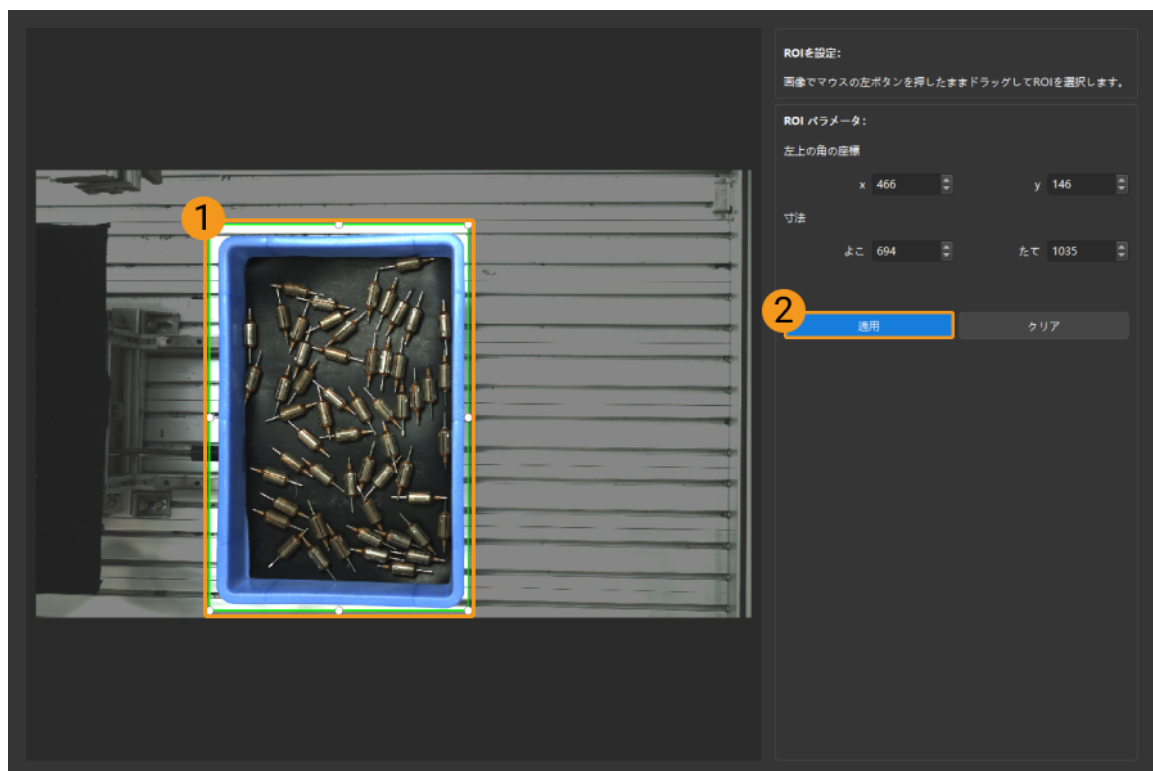 ROIを設定:
画像でマウスの左ボタンを押したままドラッグしてROIを選択します。
ROI パラメータ:
左上の角の座標
x 466 y 146
寸法
よこ 694 たて 1035
1
2
適用 クリア